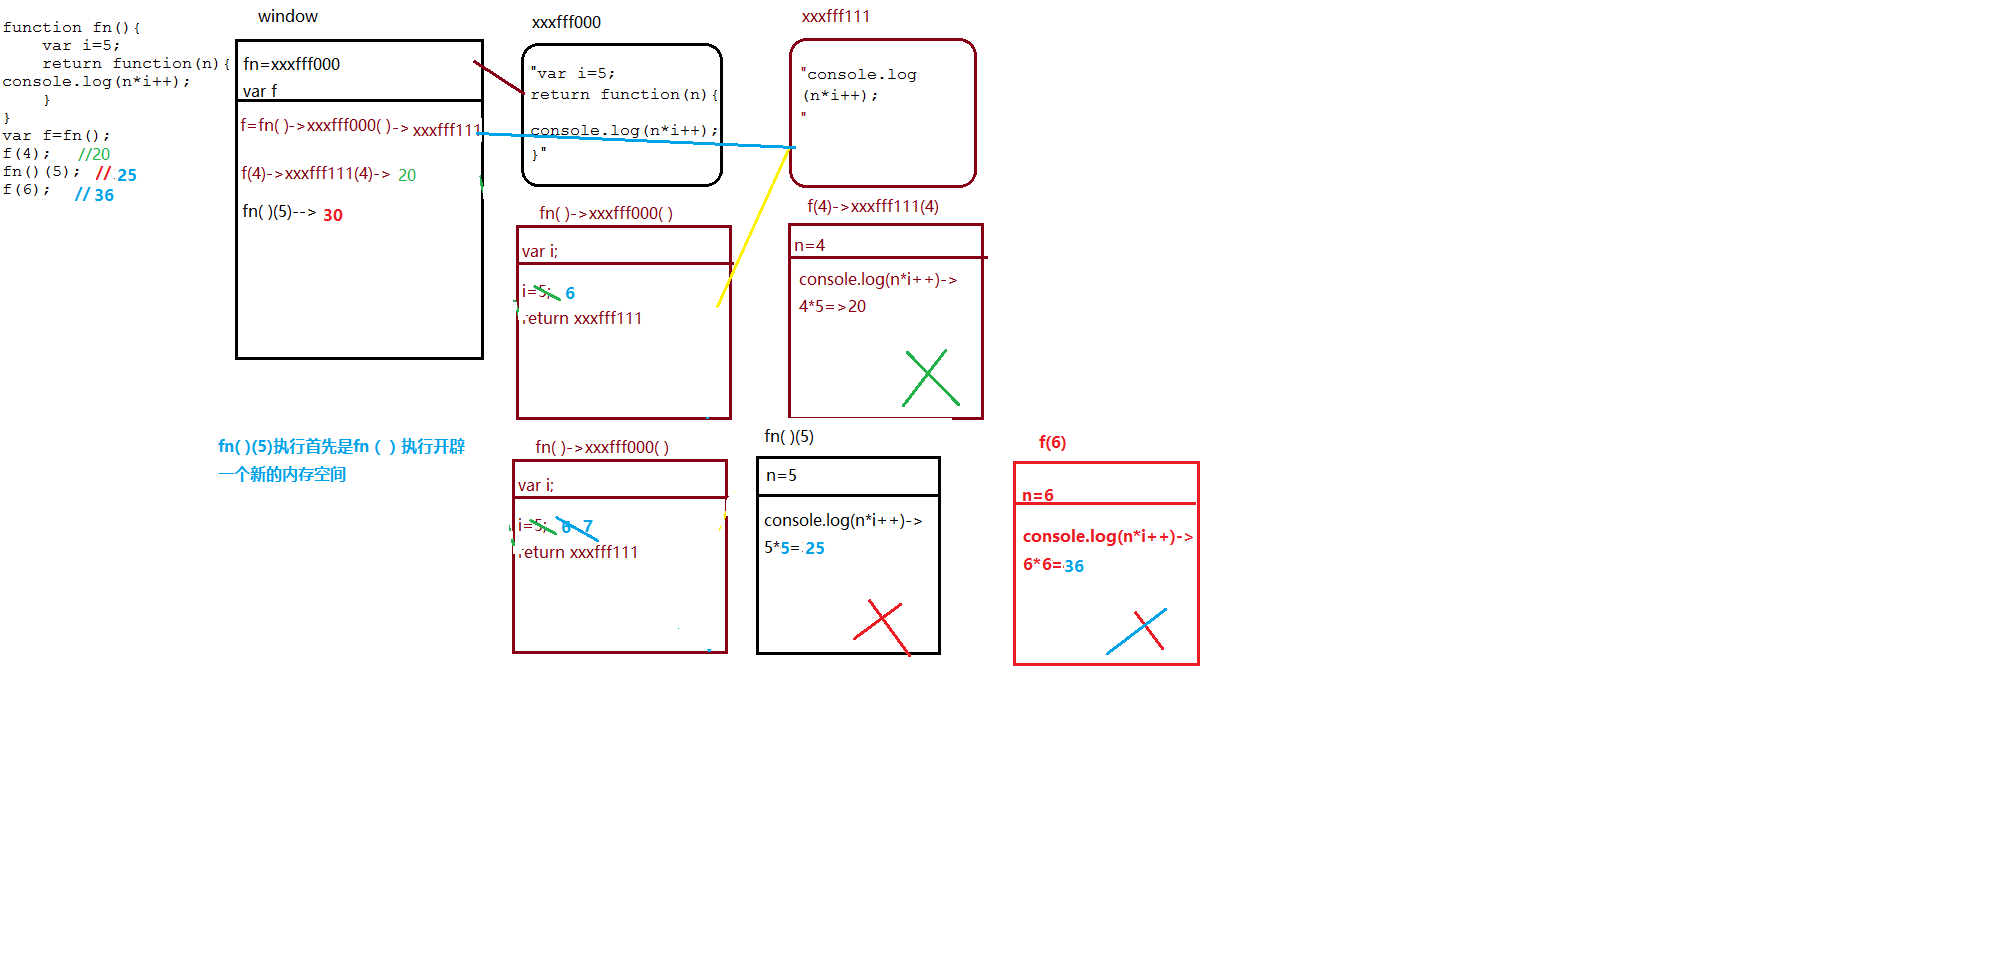 function fn(){
    var i=5;
    return function(n){
console.log(n*i++);
    }
}
var f=fn();
f(4);   //20
fn()(5);  // 25
f(6);   // 36
window
fn=xxxfff000
var f
f=fn( )->xxxfff000( )-> xxxfff111
f(4)->xxxfff111(4)-> 20
fn( )(5)--> 30
xxxfff000
"var i=5;
return function(n){
console.log(n*i++);
}"
xxxfff111
"console.log
(n*i++);
"
fn( )->xxxfff000( )
var i;
i=5; 6
return xxxfff111
f(4)->xxxfff111(4)
n=4
console.log(n*i++)->
4*5=>20
fn( )(5)执行首先是fn ( ) 执行开辟
一个新的内存空间
fn( )->xxxfff000( )
var i;
i=5; 6 7
return xxxfff111
fn( )(5)
n=5
console.log(n*i++)->
5*5= 25
f(6)
n=6
console.log(n*i++)->
6*6=36